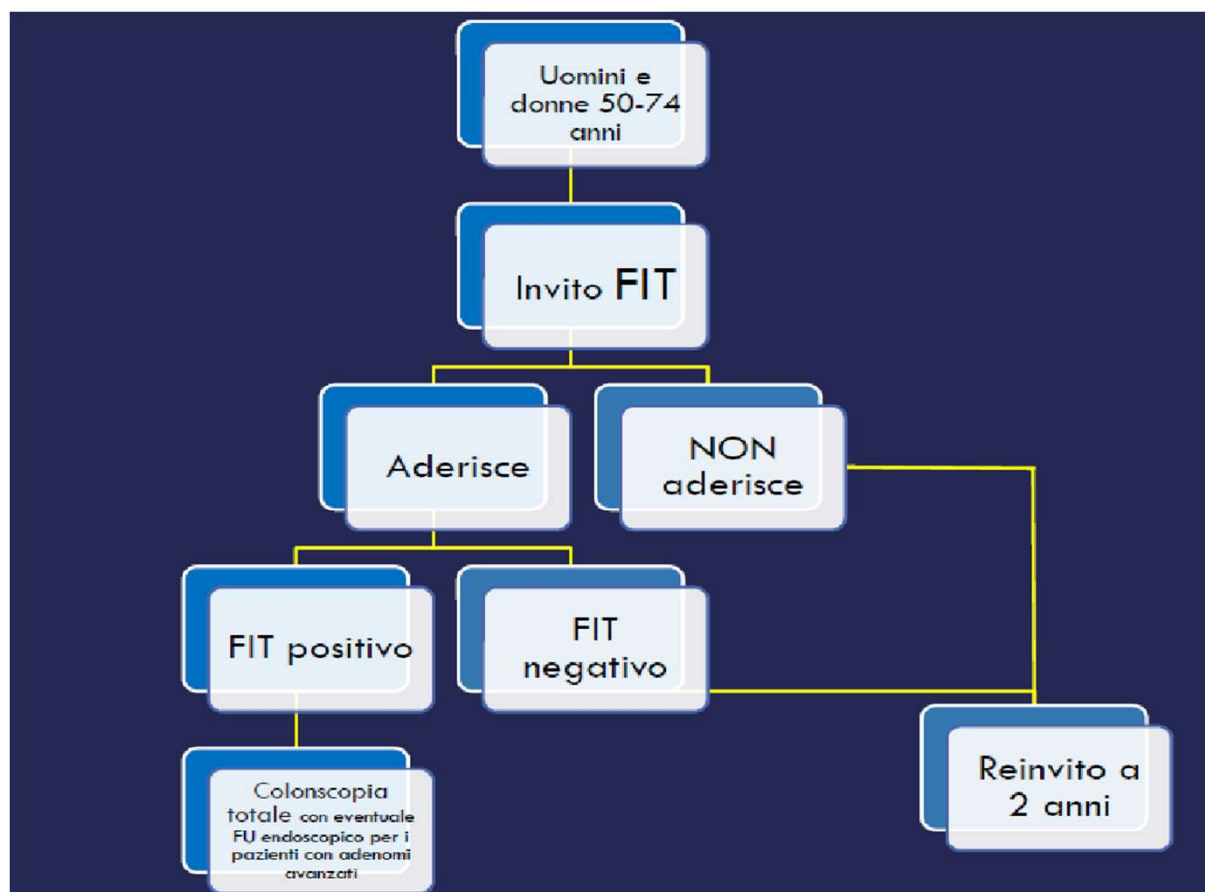 Uomini e
donne 50-74
anni
Invito FIT
Aderisce
NON
aderisce
FIT positivo
FIT
negativo
Colonscopia
totale con eventuale
FU endoscopico per i
pazienti con adenomi
avanzati
Reinvito a
2 anni